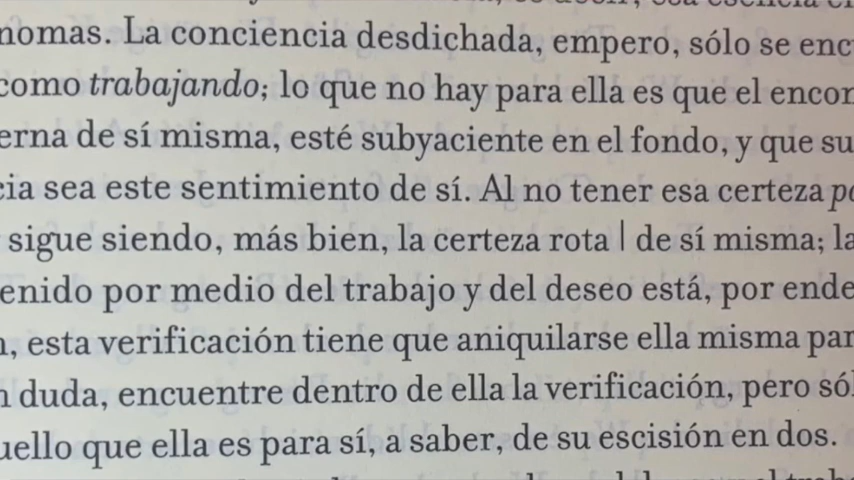 nomas. La conciencia desdichada, empero, sólo se enc
como trabajando; lo que no hay para ella es que el encon
erna de sí misma, esté subyaciente en el fondo, y que su
cia sea este sentimiento de sí. Al no tener esa certeza po
sigue siendo, más bien, la certeza rota | de sí misma; la
enido por medio del trabajo y del deseo está, por ende
n, esta verificación tiene que aniquilarse ella misma par
n duda, encuentre dentro de ella la verificación, pero sól
uello que ella es para sí, a saber, de su escisión en dos.